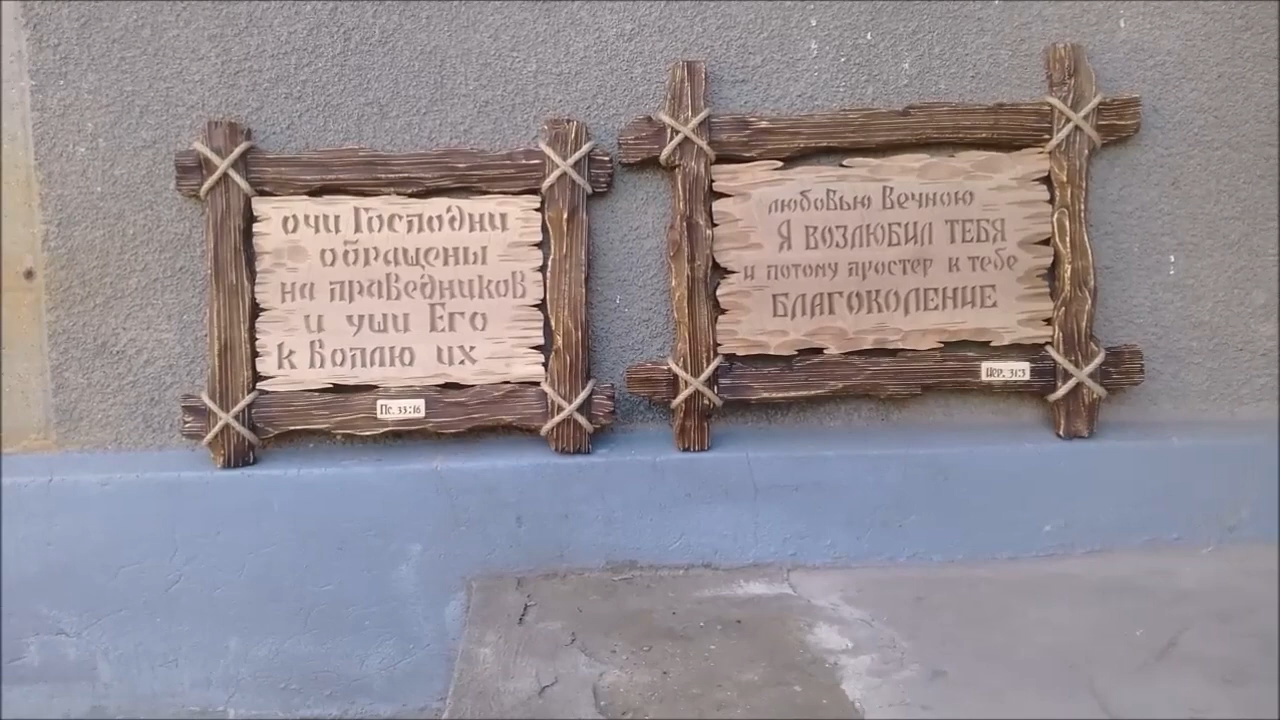 очи Господни
обращены
на праведников
и уши Его
к воплю их
Пс. 33:16
любовью Вечною
Я ВОЗЛЮБИЛ ТЕБЯ
и потому простер к тебе
БЛАГОКОЛЕНИЕ
Иер. 31:3